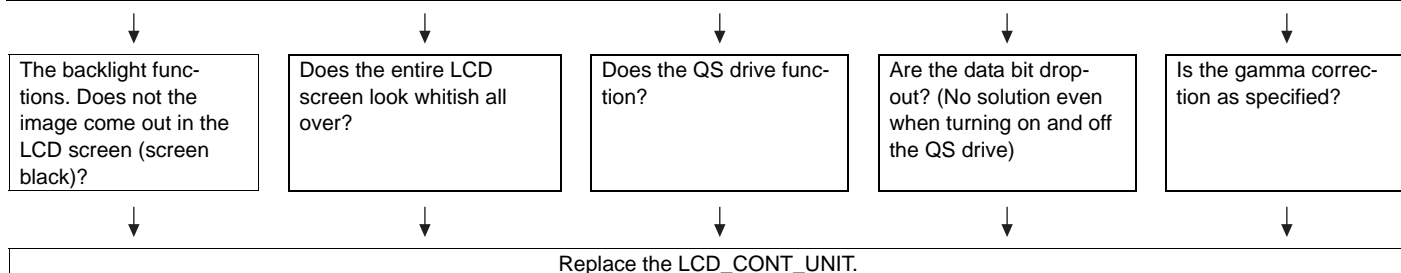 The backlight func-
tions. Does not the
image come out in the
LCD screen (screen
black)?
Does the entire LCD
screen look whitish all
over?
Does the QS drive func-
tion?
Are the data bit drop-
out? (No solution even
when turning on and off
the QS drive)
Is the gamma correc-
tion as specified?
Replace the LCD_CONT_UNIT.